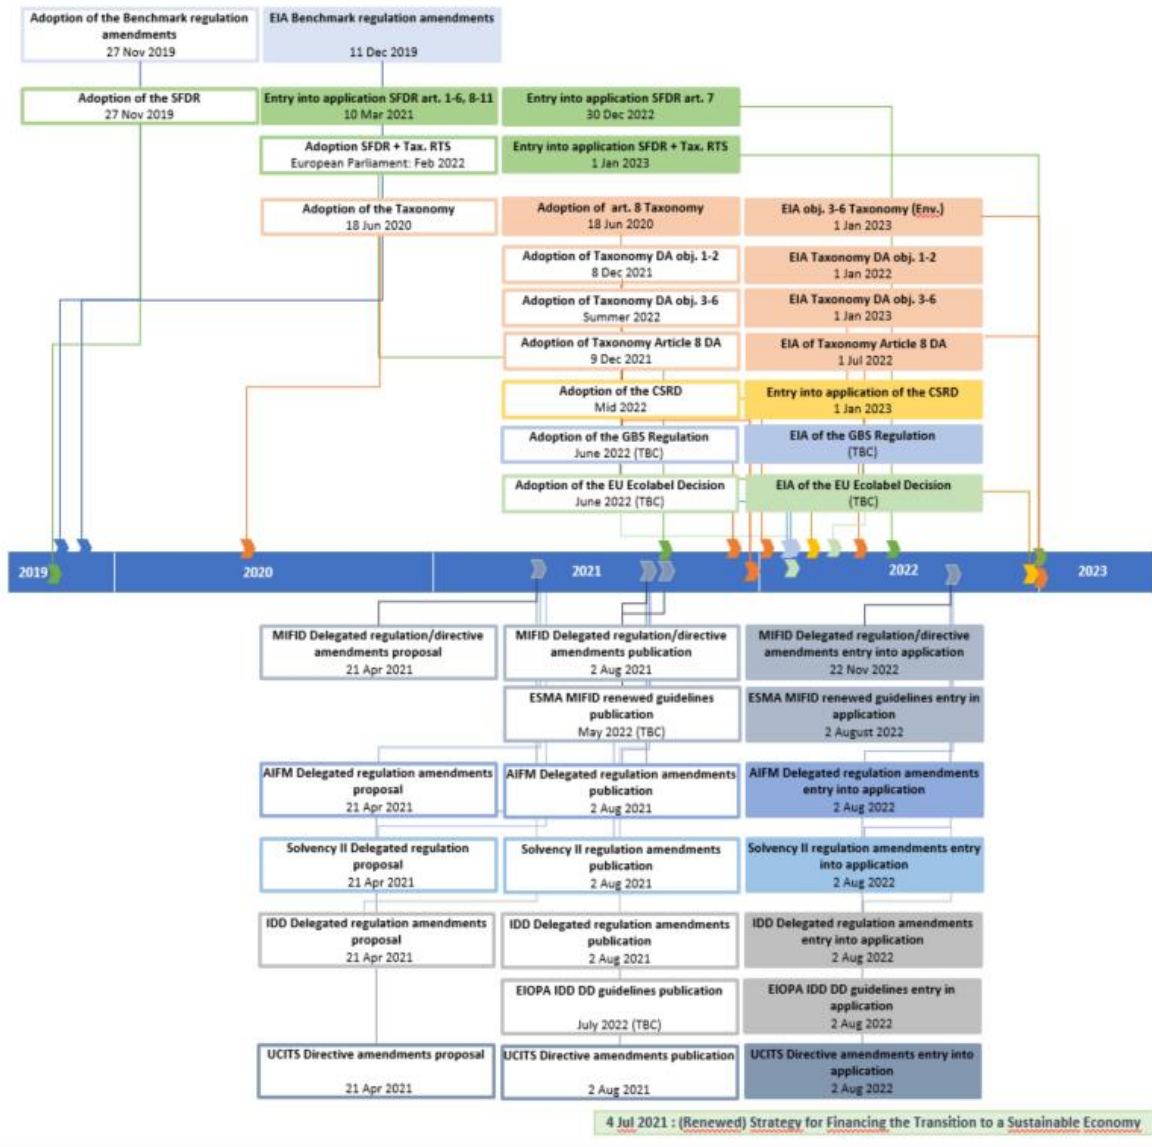 Adoption of the Benchmark regulation
amendments
27 Nov 2019
EIA Benchmark regulation amendments
11 Dec 2019
Adoption of the SFDR
27 Nov 2019
Entry into application SFDR art. 1-6, 8-11
10 Mar 2021
Entry into application SFDR art. 7
30 Dec 2022
Adoption SFDR + Tax. RTS
European Parliament: Feb 2022
Entry into application SFDR + Tax. RTS
1 Jan 2023
Adoption of the Taxonomy
18 Jun 2020
Adoption of art. 8 Taxonomy
18 Jun 2020
EIA obj. 3-6 Taxonomy (Env.)
1 Jan 2023
Adoption of Taxonomy DA obj. 1-2
8 Dec 2021
EIA Taxonomy DA obj. 1-2
1 Jan 2022
Adoption of Taxonomy DA obj. 3-6
Summer 2022
EIA Taxonomy DA obj. 3-6
1 Jan 2023
Adoption of Taxonomy Article 8 DA
9 Dec 2021
EIA of Taxonomy Article 8 DA
1 Jul 2022
Adoption of the CSRD
Mid 2022
Entry into application of the CSRD
1 Jan 2023
Adoption of the GBS Regulation
June 2022 (TBC)
EIA of the GBS Regulation
(TBC)
Adoption of the EU Ecolabel Decision
June 2022 (TBC)
EIA of the EU Ecolabel Decision
(TBC)
2019
2020
2021
2022
2023
MIFID Delegated regulation/directive
amendments proposal
21 Apr 2021
MIFID Delegated regulation/directive
amendments publication
2 Aug 2021
MIFID Delegated regulation/directive
amendments entry into application
22 Nov 2022
ESMA MIFID renewed guidelines
publication
May 2022 (TBC)
ESMA MIFID renewed guidelines entry in
application
2 August 2022
AIFM Delegated regulation amendments
proposal
21 Apr 2021
AIFM Delegated regulation amendments
publication
2 Aug 2021
AIFM Delegated regulation amendments
entry into application
2 Aug 2022
Solvency II Delegated regulation
proposal
21 Apr 2021
Solvency II regulation amendments
publication
2 Aug 2021
Solvency II regulation amendments entry
into application
2 Aug 2022
IDD Delegated regulation amendments
proposal
21 Apr 2021
IDD Delegated regulation amendments
publication
2 Aug 2021
IDD Delegated regulation amendments
entry into application
2 Aug 2022
EIOPA IDD DD guidelines publication
July 2022 (TBC)
EIOPA IDD DD guidelines entry in
application
2 Aug 2022
UCITS Directive amendments proposal
21 Apr 2021
UCITS Directive amendments publication
2 Aug 2021
UCITS Directive amendments entry into
application
2 Aug 2022
4 Jul 2021 : (Renewed) Strategy for Financing the Transition to a Sustainable Economy